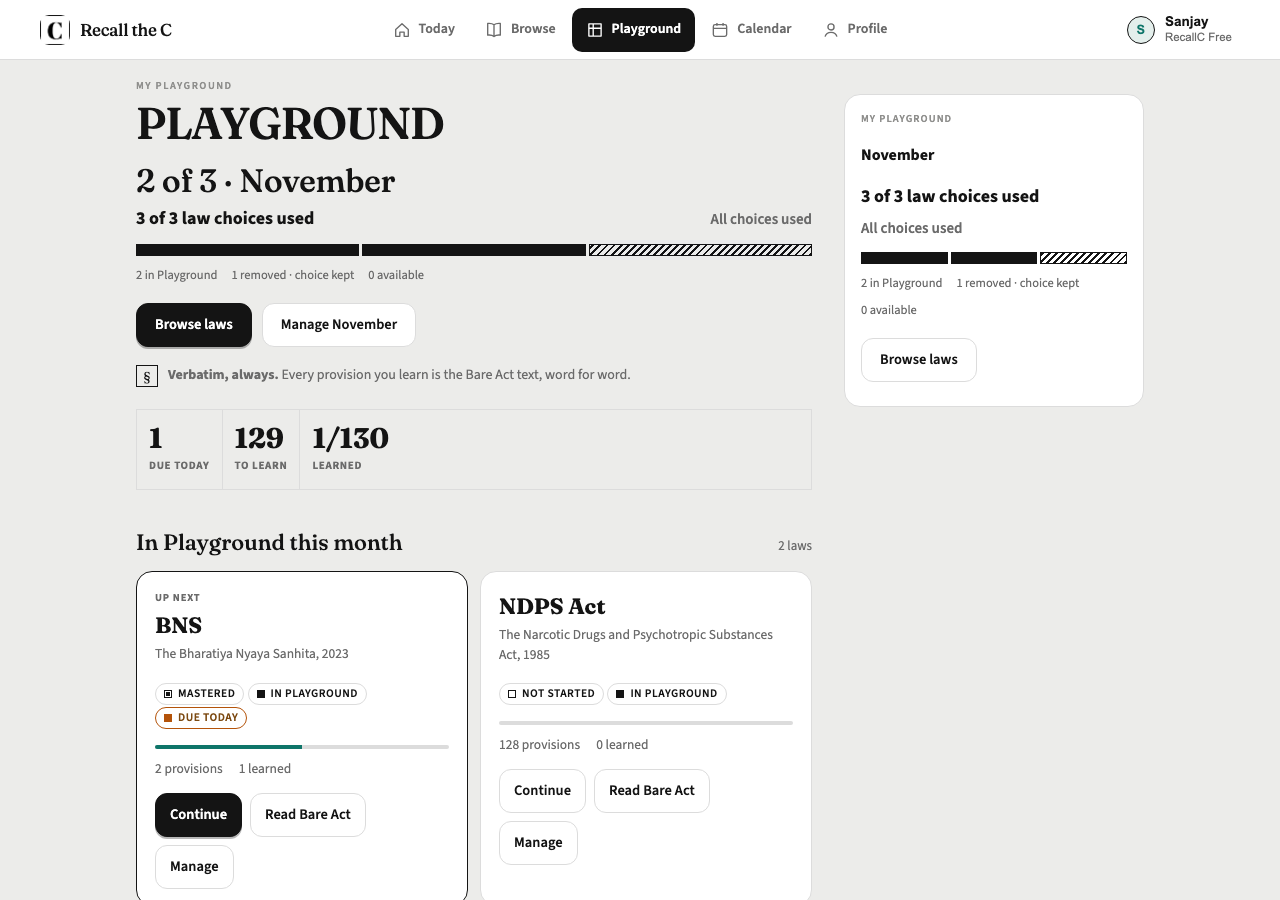 C Recall the C
Today
Browse
Playground
Calendar
Profile
S
Sanjay
RecallC Free
MY PLAYGROUND
PLAYGROUND
2 of 3 · November
3 of 3 law choices used
All choices used
2 in Playground 1 removed · choice kept 0 available
Browse laws
Manage November
§ Verbatim, always. Every provision you learn is the Bare Act text, word for word.
1
DUE TODAY
129
TO LEARN
1/130
LEARNED
In Playground this month
2 laws
UP NEXT
BNS
The Bharatiya Nyaya Sanhita, 2023
MASTERED
IN PLAYGROUND
DUE TODAY
2 provisions 1 learned
Continue
Read Bare Act
Manage
NDPS Act
The Narcotic Drugs and Psychotropic Substances
Act, 1985
NOT STARTED
IN PLAYGROUND
128 provisions 0 learned
Continue
Read Bare Act
Manage
MY PLAYGROUND
November
3 of 3 law choices used
All choices used
2 in Playground 1 removed · choice kept
0 available
Browse laws